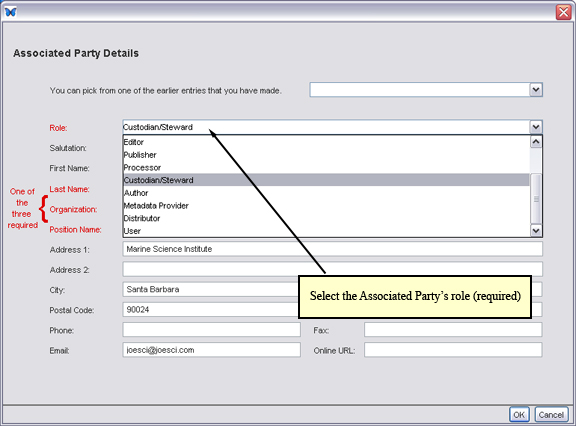 Associated Party Details
You can pick from one of the earlier entries that you have made.
Role: Custodian/Steward
Salutation: Editor
Publisher
First Name: Processor
Custodian/Steward
Last Name: Author
Organization: Metadata Provider
Distributor
Position Name: User
One of
the
three
required
{
Address 1: Marine Science Institute
Address 2:
City: Santa Barbara
Select the Associated Party's role (required)
Postal Code: 90024
Phone: Fax:
Email: joesci@joesci.com Online URL:
OK Cancel